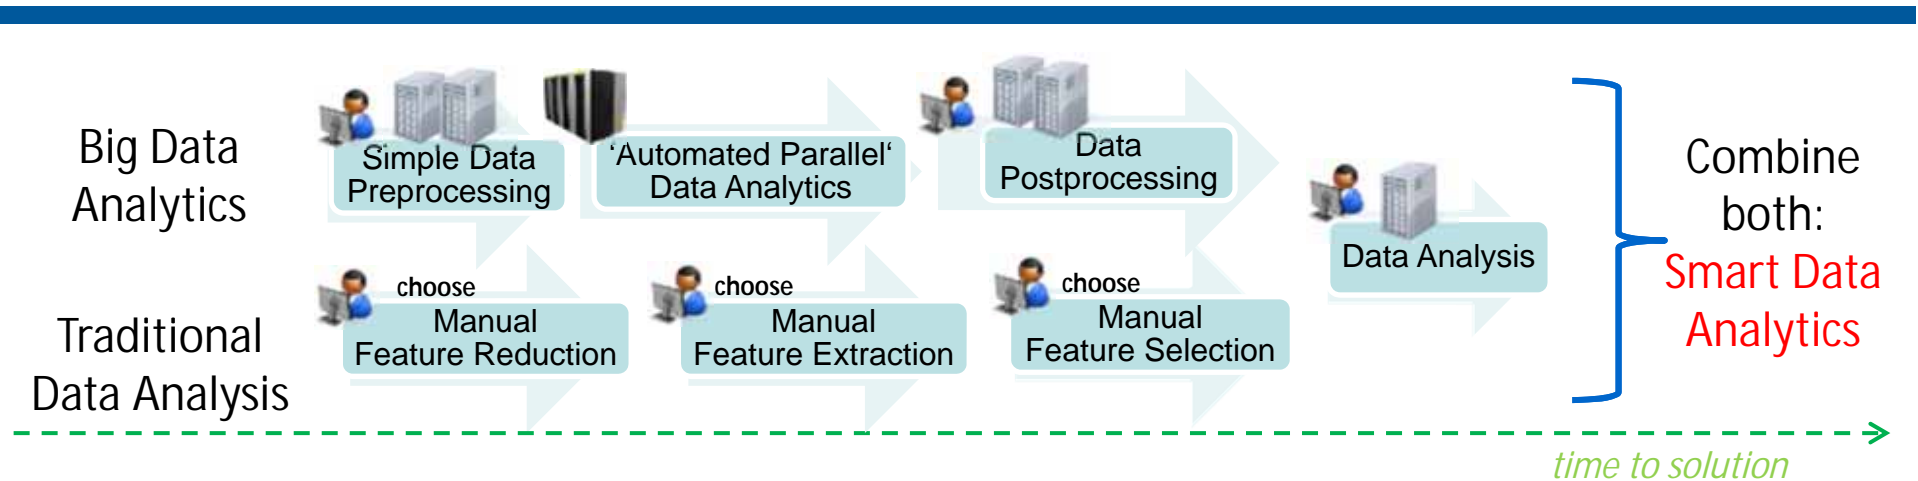 Big Data
Analytics
Simple Data
Preprocessing
‘Automated Parallel‘
Data Analytics
Data
Postprocessing
Data Analysis
Traditional
Data Analysis
choose
Manual
Feature Reduction
choose
Manual
Feature Extraction
choose
Manual
Feature Selection
Combine
both:
Smart Data
Analytics
time to solution